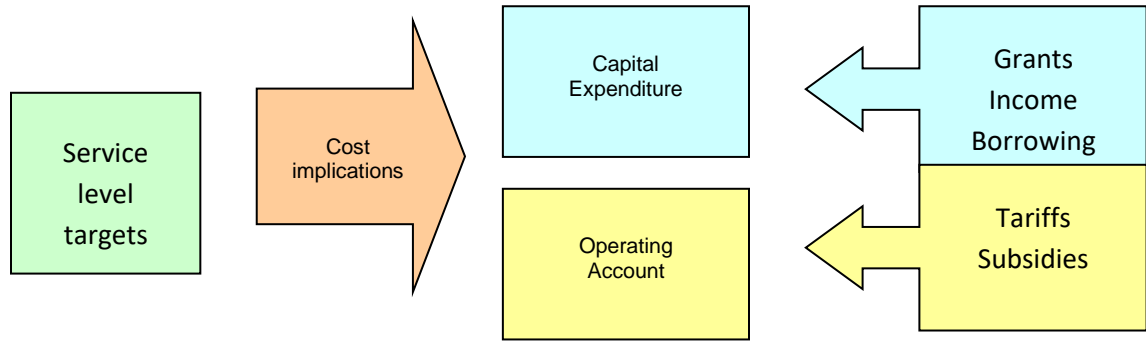 Service
level
targets
Cost
implications
Capital
Expenditure
Operating
Account
Grants
Income
Borrowing
Tariffs
Subsidies